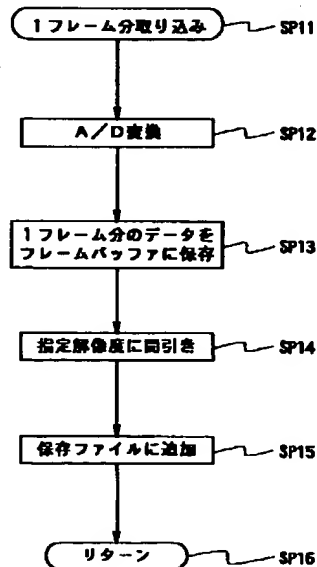 1フレーム分取り込み
SP11
A/D変換
SP12
1フレーム分のデータを
フレームバッファに保存
SP13
指定解像度に間引き
SP14
保存ファイルに追加
SP15
リターン
SP16